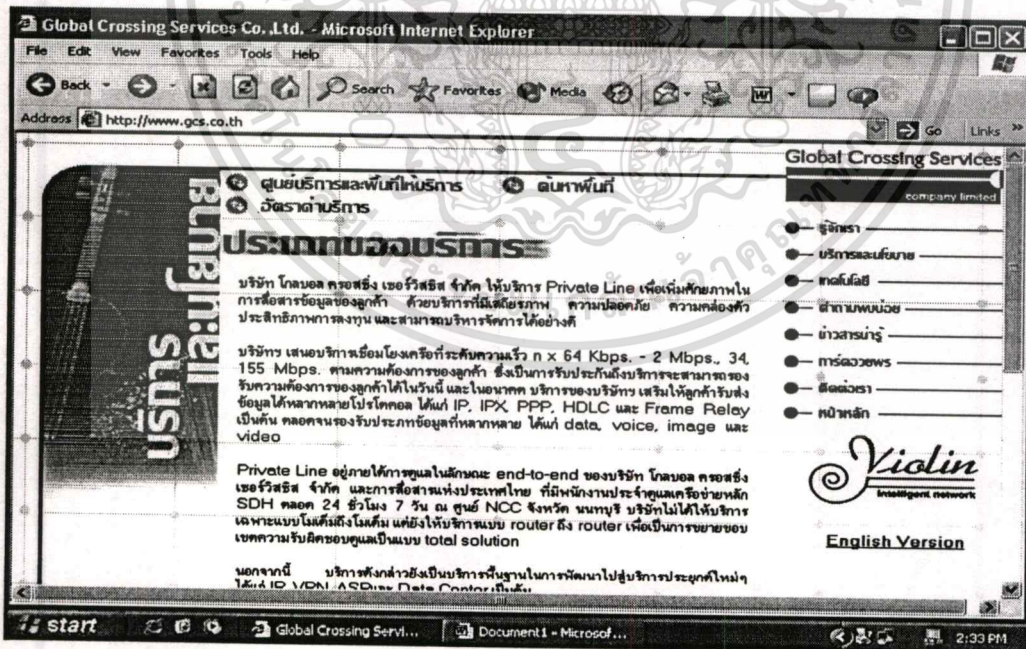 Global Crossing Services Co.,Ltd. - Microsoft Internet Explorer
File Edit View Favorites Tools Help
Back Search Favorites Media
Address http://www.gcs.co.th Go Links »
Global Crossing Services
company limited
ศูนย์บริการและพื้นที่ให้บริการ ค้นหาพื้นที่
อัตราค่าบริการ
บริการ
และนโยบาย
ประเภทของบริการ
บริษัท โกลบอล ครอสซิ่ง เซอร์วิสซิส จำกัด ให้บริการ Private Line เพื่อเพิ่มศักยภาพใน
การสื่อสารข้อมูลของลูกค้า ด้วยบริการที่มีเสถียรภาพ ความปลอดภัย ความคล่องตัว
ประสิทธิภาพการลงทุน และสามารถบริหารจัดการได้อย่างดี
บริษัทฯ เสนอบริการเชื่อมโยงเครือที่ระดับความเร็ว n x 64 Kbps. - 2 Mbps., 34,
155 Mbps. ตามความต้องการของลูกค้า ซึ่งเป็นการรับประกันถึงบริการจะสามารถรอง
รับความต้องการของลูกค้าได้ในวันนี้ และในอนาคต บริการของบริษัทฯ เสริมให้ลูกค้ารับส่ง
ข้อมูลได้หลากหลายโปรโตคอล ได้แก่ IP, IPX, PPP, HDLC และ Frame Relay
เป็นต้น ตลอดจนรองรับประเภทข้อมูลที่หลากหลาย ได้แก่ data, voice, image และ
video
Private Line อยู่ภายใต้การดูแลในลักษณะ end-to-end ของบริษัท โกลบอล ครอสซิ่ง
เซอร์วิสซิส จำกัด และการสื่อสารแห่งประเทศไทย ที่มีพนักงานประจำดูแลเครือข่ายหลัก
SDH ตลอด 24 ชั่วโมง 7 วัน ณ ศูนย์ NCC จังหวัด นนทบุรี บริษัทไม่ได้ให้บริการ
เฉพาะแบบโมเด็มถึงโมเด็ม แต่ยังให้บริการแบบ router ถึง router เพื่อเป็นการขยายขอบ
เขตความรับผิดชอบดูแลเป็นแบบ total solution
นอกจากนี้ บริการดังกล่าวยังเป็นบริการพื้นฐานในการพัฒนาไปสู่บริการประยุกต์ใหม่ๆ
ได้แก่ IP VPN, ASPและ Data Center เป็นต้น
รู้จักเรา
บริการและนโยบาย
เทคโนโลยี
คำถามพบบ่อย
ข่าวสารน่ารู้
การ์ดอวยพร
ติดต่อเรา
หน้าหลัก
Violin
Intelligent network
English Version
start Global Crossing Servi... Document1 - Microsof... 2:33 PM